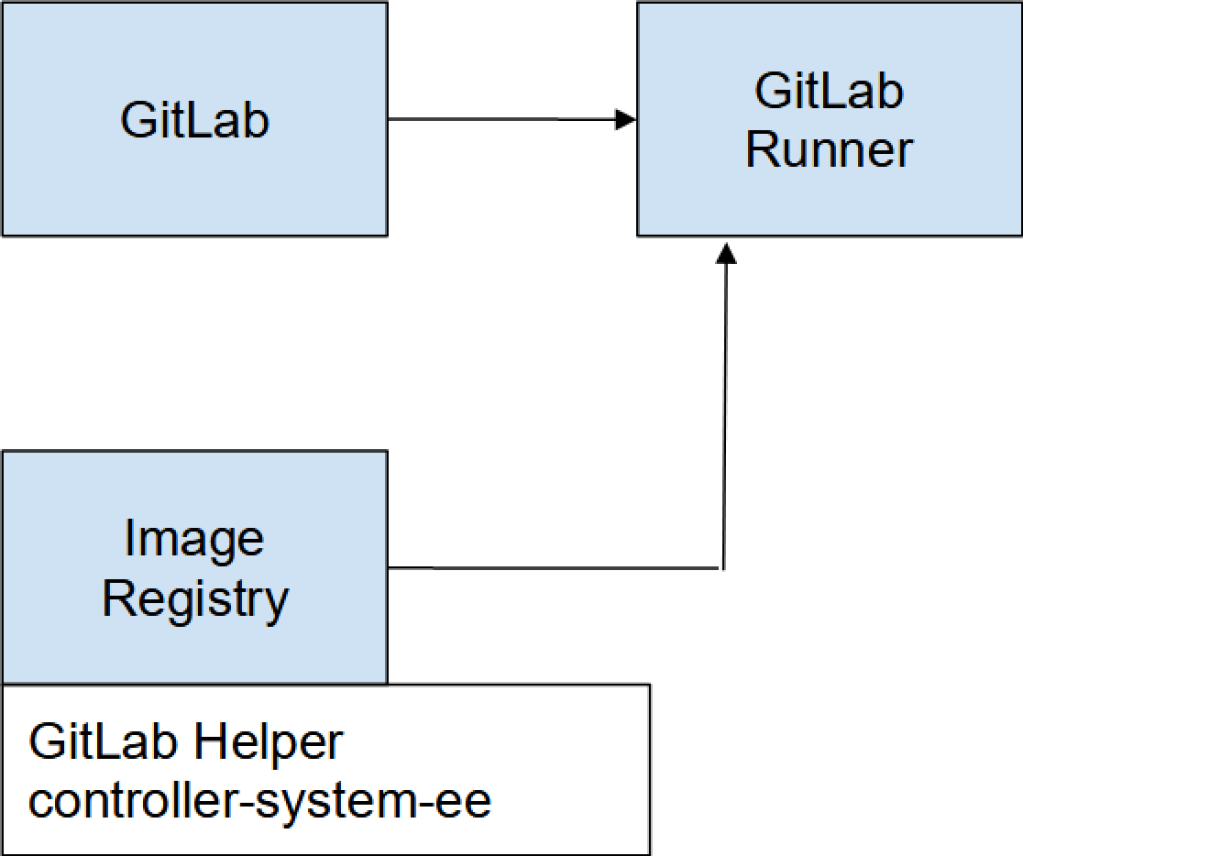 GitLab
GitLab
Runner
Image
Registry
GitLab Helper
controller-system-ee